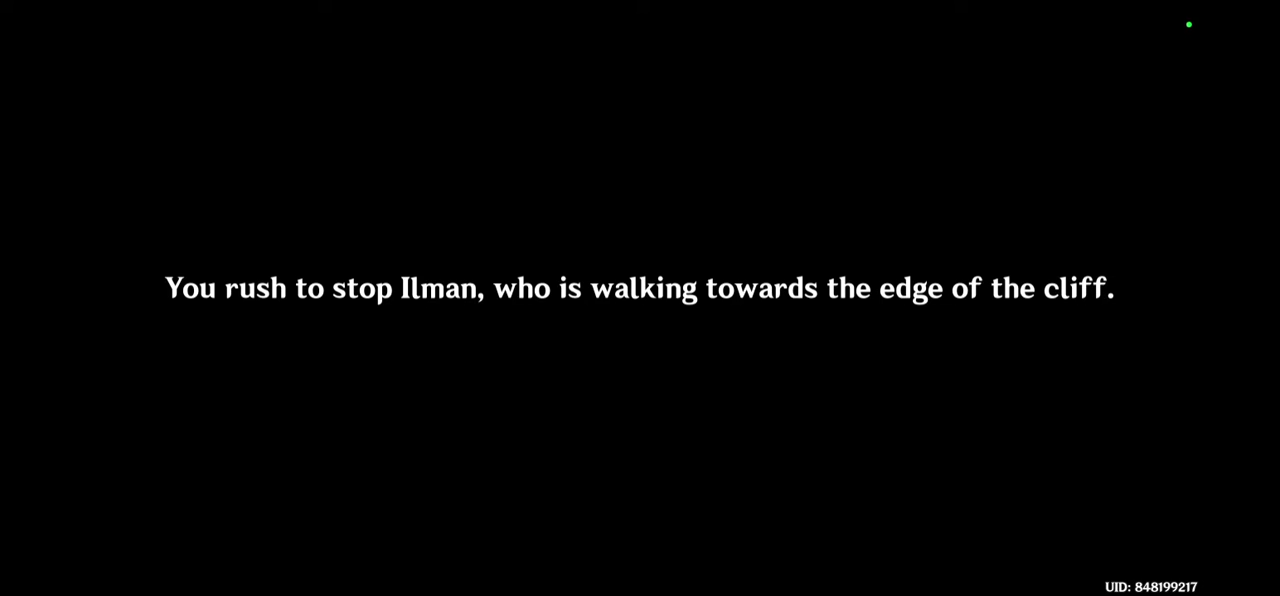 You rush to stop Ilman, who is walking towards the edge of the cliff.
UID: 848199217